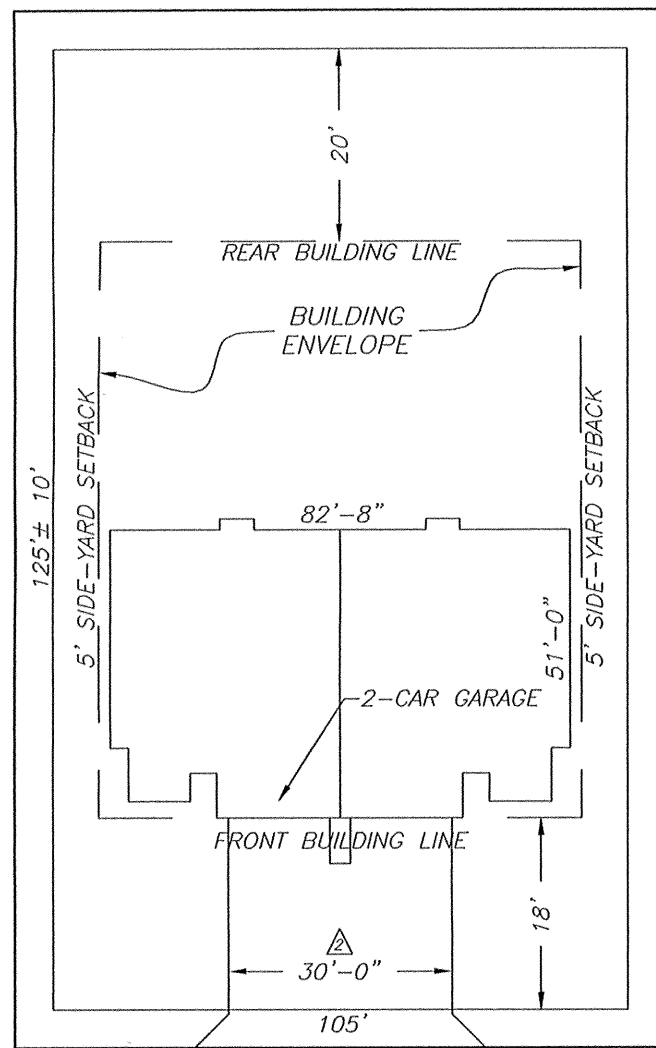 20'
REAR BUILDING LINE
BUILDING
ENVELOPE
5' SIDE-YARD SETBACK
5' SIDE-YARD SETBACK
125'± 10'
82'-8"
51'-0"
2-CAR GARAGE
FRONT BUILDING LINE
18'
2
30'-0"
105'